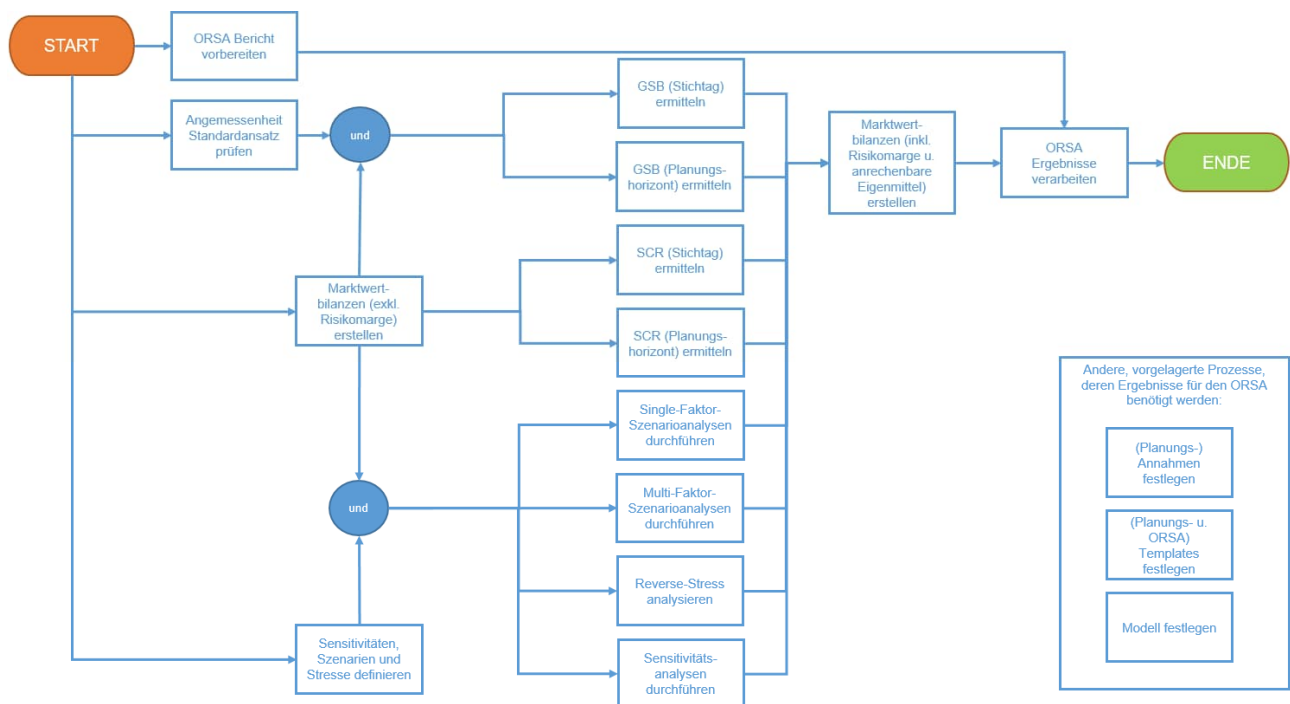 START
ORSA Bericht
vorbereiten
Angemessenheit
Standardansatz
prüfen
und
GSB (Stichtag)
ermitteln
GSB (Planungs-
horizont) ermitteln
Marktwert-
bilanzen (inkl.
Risikomarge u.
anrechenbare
Eigenmittel)
erstellen
ORSA
Ergebnisse
verarbeiten
ENDE
Marktwert-
bilanzen (exkl.
Risikomarge)
erstellen
SCR (Stichtag)
ermitteln
SCR (Planungs-
horizont) ermitteln
und
Single-Faktor-
Szenarioanalysen
durchführen
Multi-Faktor-
Szenarioanalysen
durchführen
Reverse-Stress
analysieren
Sensitivitäts-
analysen
durchführen
Sensitivitäten,
Szenarien und
Stresse definieren
Andere, vorgelagerte Prozesse,
deren Ergebnisse für den ORSA
benötigt werden:
(Planungs-)
Annahmen
festlegen
(Planungs- u.
ORSA)
Templates
festlegen
Modell festlegen